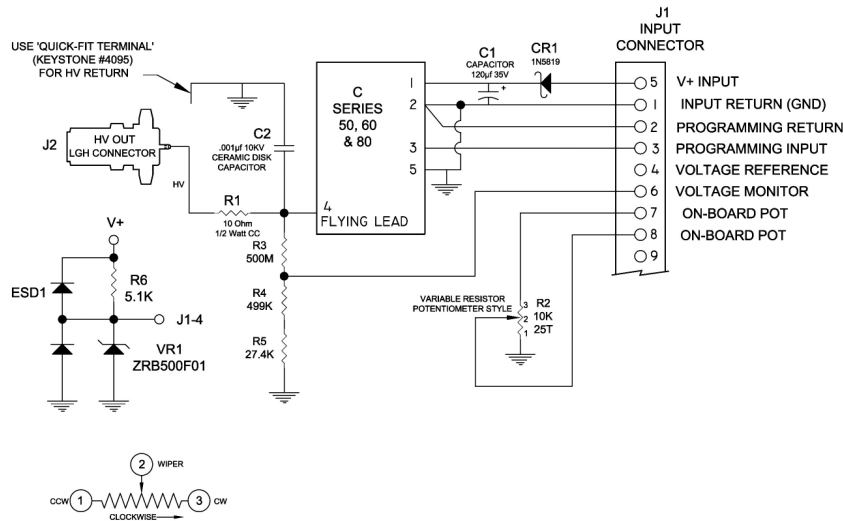 USE 'QUICK-FIT TERMINAL'
(KEYSTONE #4095)
FOR HV RETURN
J2
HV OUT
LGH CONNECTOR
HV
C2
.001µf 10KV
CERAMIC DISK
CAPACITOR
R1
10 Ohm
1/2 Watt CC
C
SERIES
50, 60
& 80
1
2
3
5
4
FLYING LEAD
C1
CAPACITOR
120µf 35V
+
CR1
1N5819
J1
INPUT
CONNECTOR
5 V+ INPUT
1 INPUT RETURN (GND)
2 PROGRAMMING RETURN
3 PROGRAMMING INPUT
4 VOLTAGE REFERENCE
6 VOLTAGE MONITOR
7 ON-BOARD POT
8 ON-BOARD POT
9
R3
500M
R4
499K
R5
27.4K
VARIABLE RESISTOR
POTENTIOMETER STYLE
3
2
1
R2
10K
25T
V+
ESD1
R6
5.1K
J1-4
VR1
ZRB500F01
2 WIPER
CCW 1
3 CW
CLOCKWISE